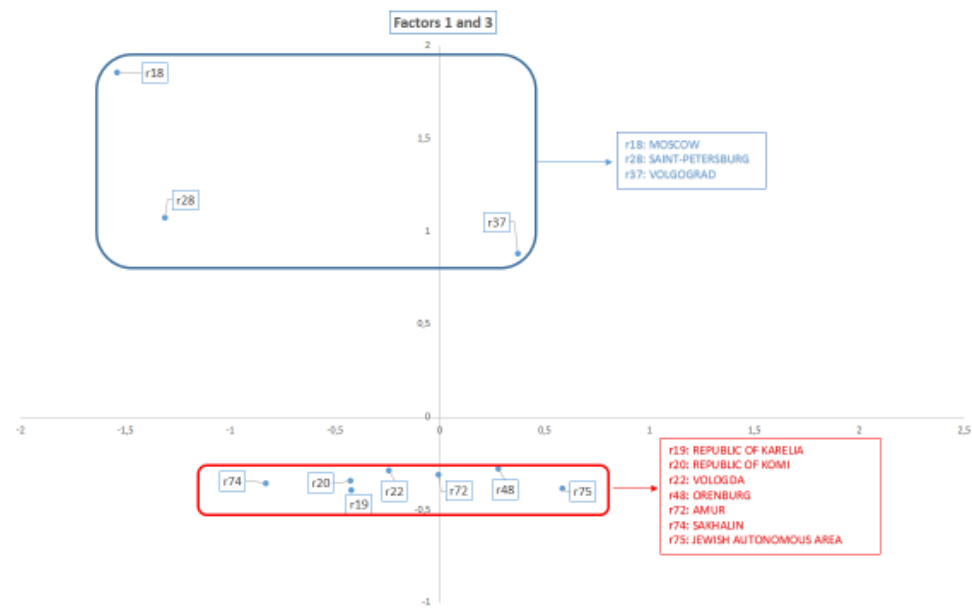 Factors 1 and 3
2
r18
1,5
r18: MOSCOW
r28: SAINT-PETERSBURG
r37: VOLGOGRAD
r28
r37
1
0,5
0
-2
-1,5
-1
-0,5
0
0,5
1
1,5
2
2,5
r19: REPUBLIC OF KARELIA
r20: REPUBLIC OF KOMI
r22: VOLOGDA
r48: ORENBURG
r72: AMUR
r74: SAKHALIN
r75: JEWISH AUTONOMOUS AREA
r74
r20
r19
r22
r72
r48
r75
-0,5
-1